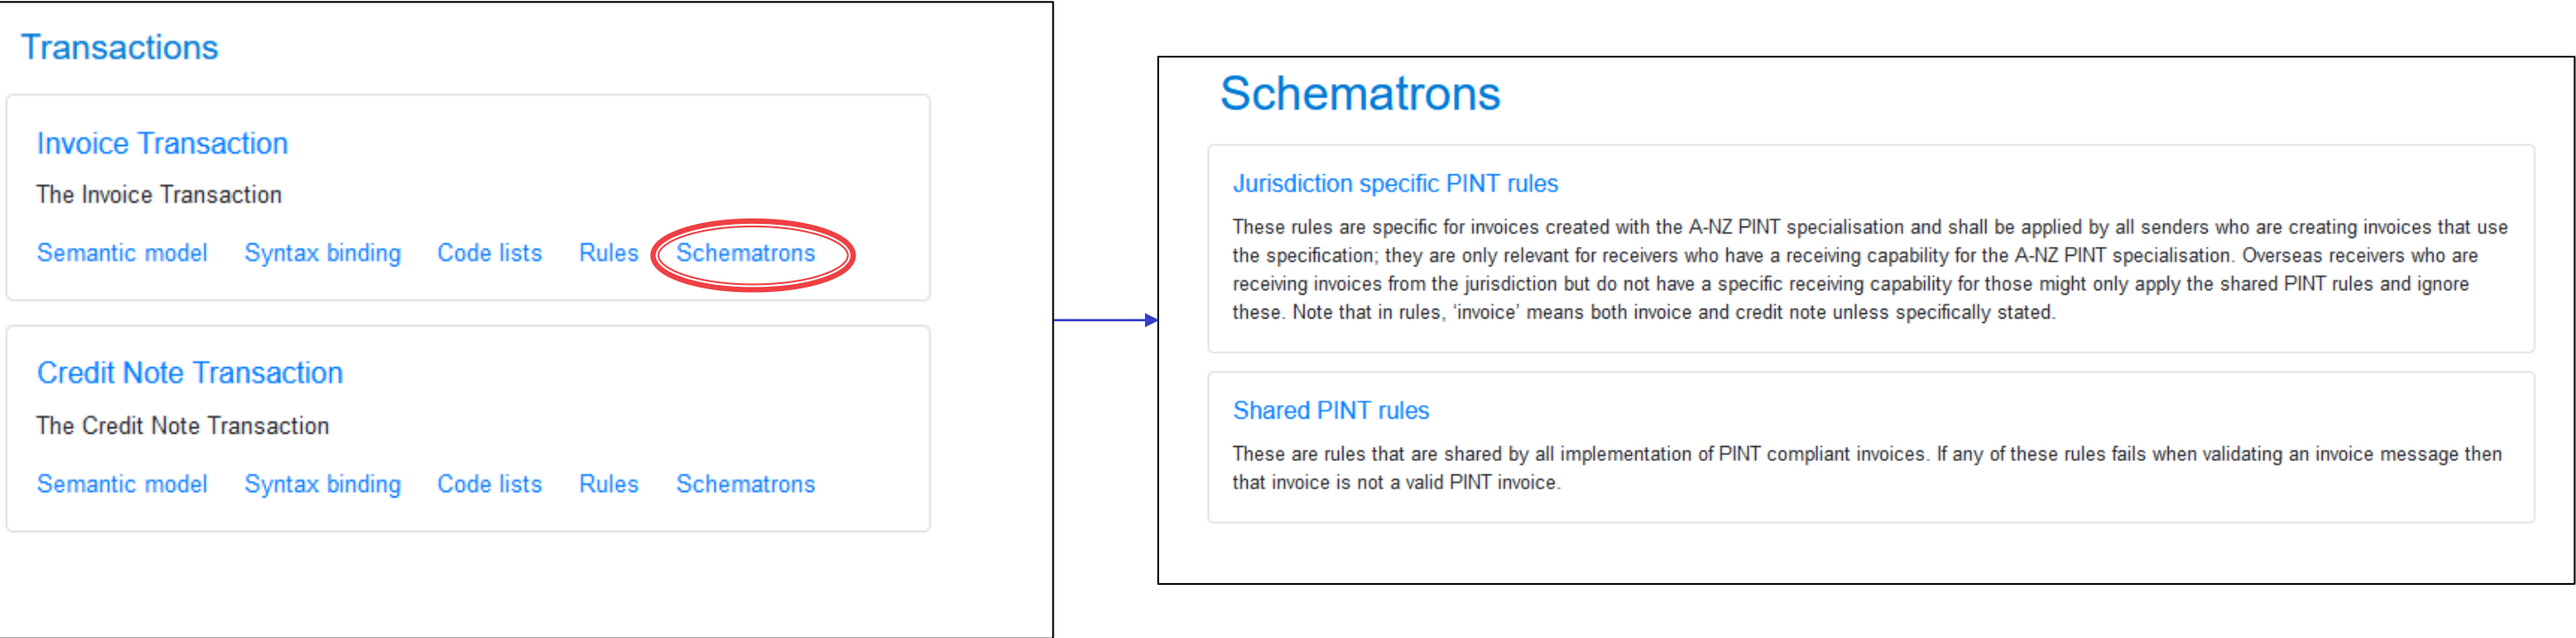 Transactions
Invoice Transaction
The Invoice Transaction
Semantic model Syntax binding Code lists Rules Schematrons
Credit Note Transaction
The Credit Note Transaction
Semantic model Syntax binding Code lists Rules Schematrons
Schematrons
Jurisdiction specific PINT rules
These rules are specific for invoices created with the A-NZ PINT specialisation and shall be applied by all senders who are creating invoices that use
the specification; they are only relevant for receivers who have a receiving capability for the A-NZ PINT specialisation. Overseas receivers who are
receiving invoices from the jurisdiction but do not have a specific receiving capability for those might only apply the shared PINT rules and ignore
these. Note that in rules, ‘invoice’ means both invoice and credit note unless specifically stated.
Shared PINT rules
These are rules that are shared by all implementation of PINT compliant invoices. If any of these rules fails when validating an invoice message then
that invoice is not a valid PINT invoice.